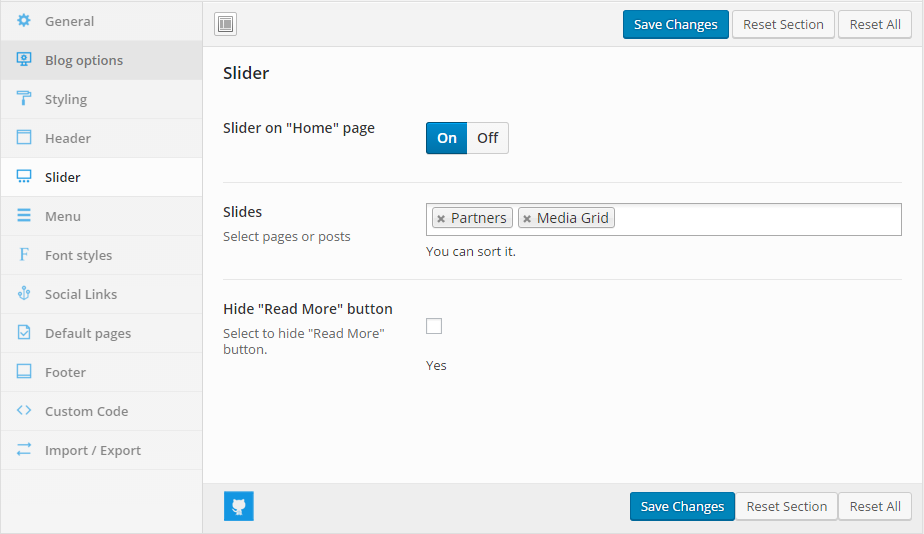 General
Blog options
Styling
Header
Slider
Menu
Font styles
Social Links
Default pages
Footer
Custom Code
Import / Export
Save Changes Reset Section Reset All
Slider
Slider on "Home" page
On Off
Slides
Select pages or posts
Partners Media Grid
You can sort it.
Hide "Read More" button
Select to hide "Read More"
button.
Yes
Save Changes Reset Section Reset All